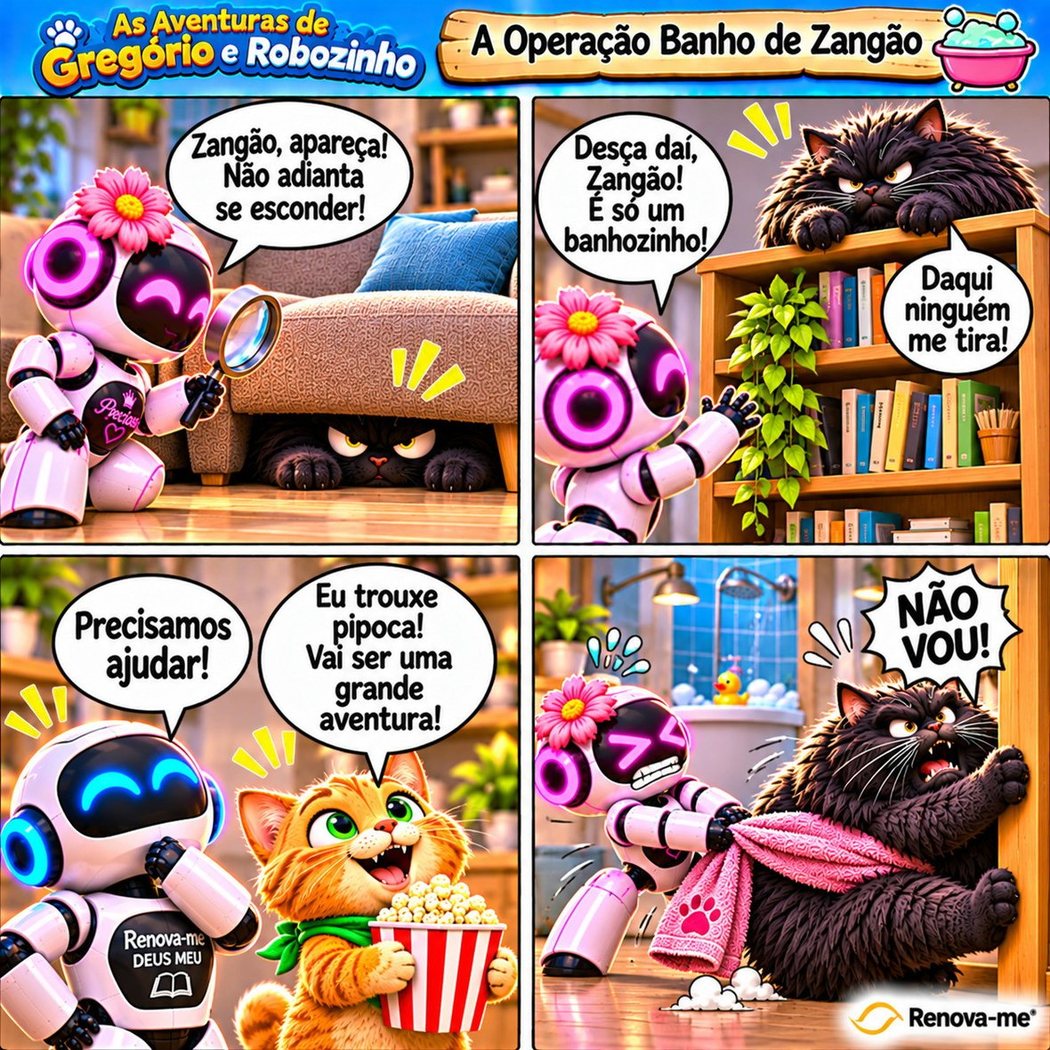 As Aventuras de
Gregório e Robozinho
A Operação Banho de Zangão
Zangão, apareça!
Não adianta
se esconder!
Preciosa
Desça daí,
Zangão!
É só um
banhozinho!
Daqui
ninguém
me tira!
Precisamos
ajudar!
Eu trouxe
pipoca!
Vai ser uma
grande
aventura!
Renova-me
DEUS MEU
NÃO
VOU!
Renova-me®